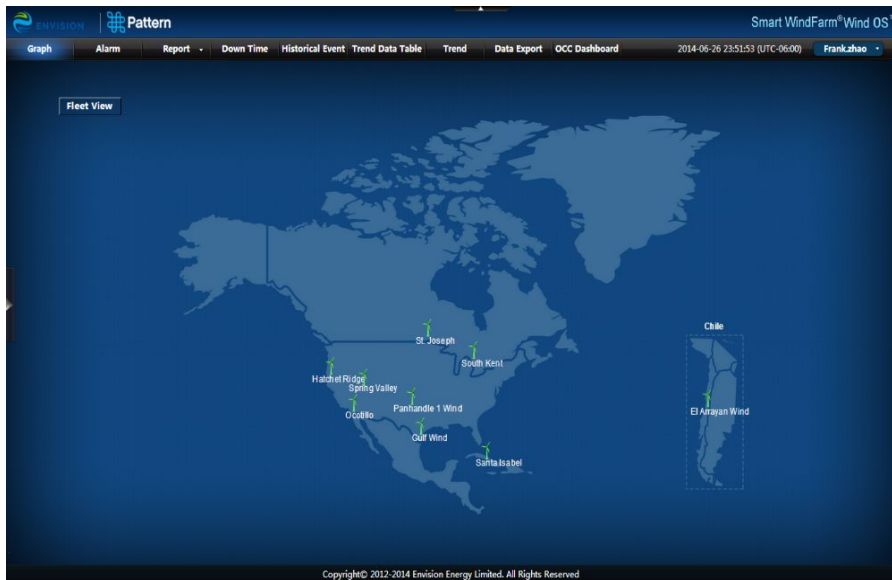 ENVISION Pattern Smart WindFarm® Wind OS
Graph Alarm Report Down Time Historical Event Trend Data Table Trend Data Export OCC Dashboard 2014-06-26 23:51:53 (UTC-06:00) Frank.zhao
Fleet View
Chile
St. Joseph
South Kent
Hatchet Ridge
Spring Valley
Panhandle 1 Wind
Ocotillo
El Arrayan Wind
Gulf Wind
Santa Isabel
Copyright© 2012-2014 Envision Energy Limited. All Rights Reserved